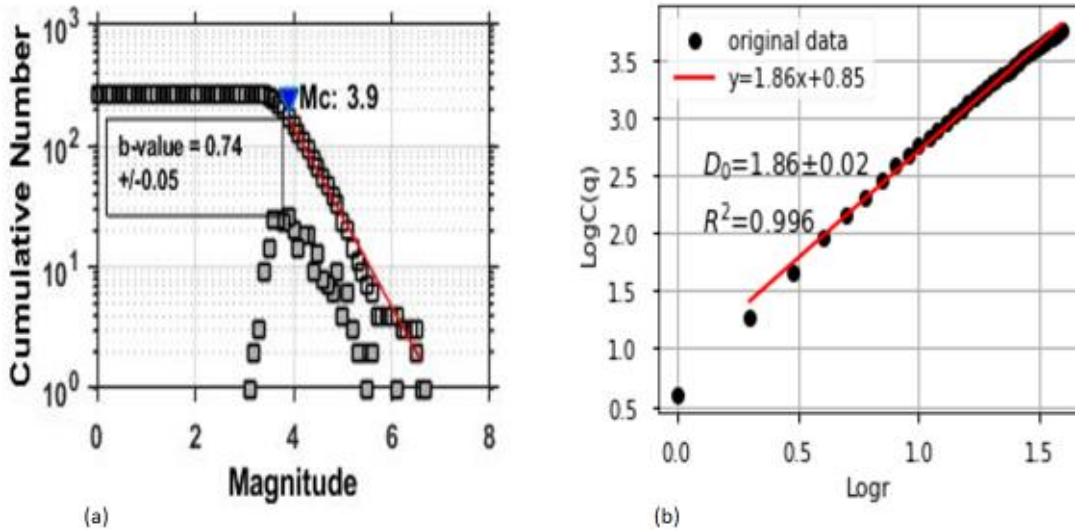 Cumulative Number
10³
10²
10¹
10⁰
Mc: 3.9
b-value = 0.74
+/-0.05
0 2 4 6 8
Magnitude
(a)
LogC(q)
3.5
3.0
2.5
2.0
1.5
1.0
0.5
original data
y=1.86x+0.85
D₀=1.86±0.02
R²=0.996
0.0 0.5 1.0 1.5
Logr
(b)